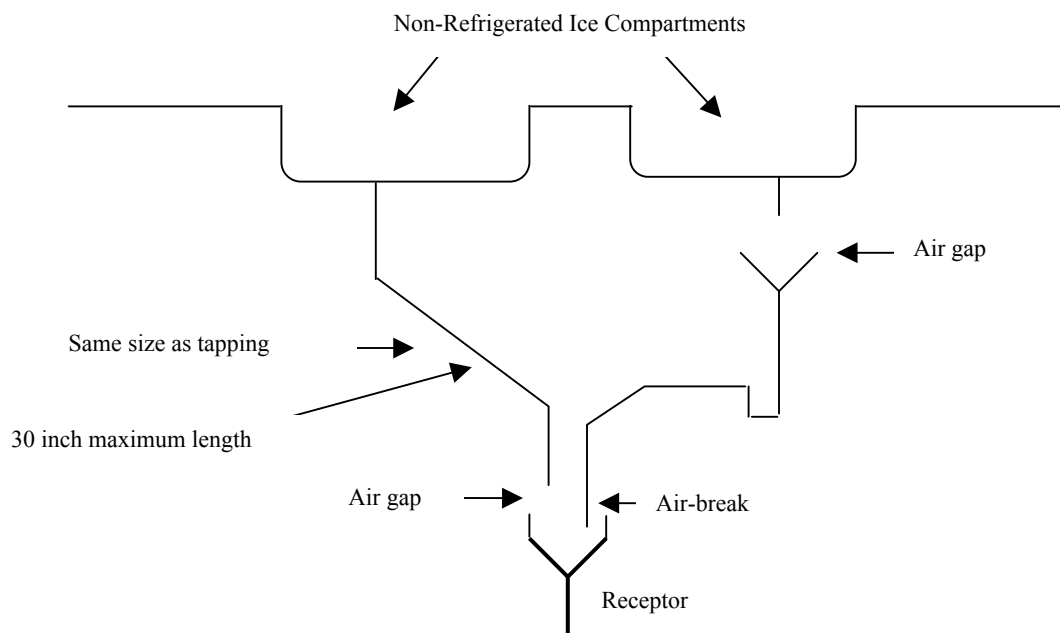 Non-Refrigerated Ice Compartments
Air gap
Same size as tapping
30 inch maximum length
Air gap
Air-break
Receptor